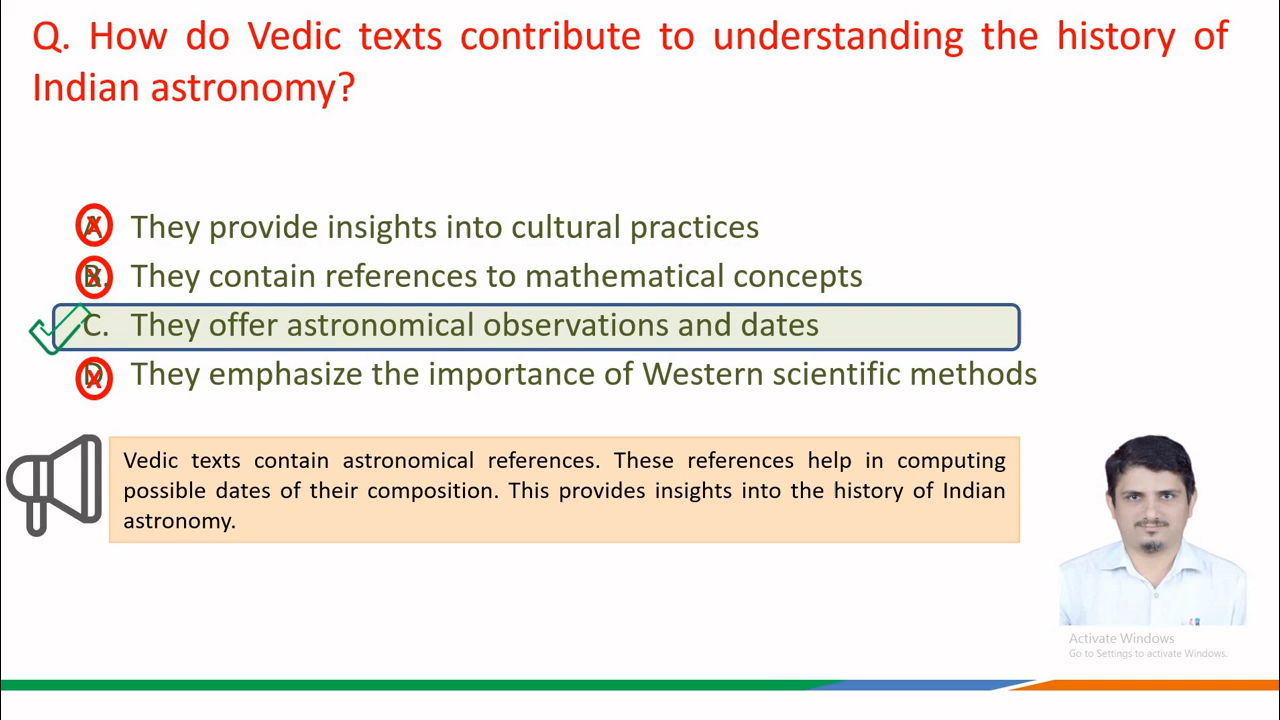 Q. How do Vedic texts contribute to understanding the history of
Indian astronomy?
A. They provide insights into cultural practices
B. They contain references to mathematical concepts
C. They offer astronomical observations and dates
D. They emphasize the importance of Western scientific methods
Vedic texts contain astronomical references. These references help in computing
possible dates of their composition. This provides insights into the history of Indian
astronomy.
Activate Windows
Go to Settings to activate Windows.